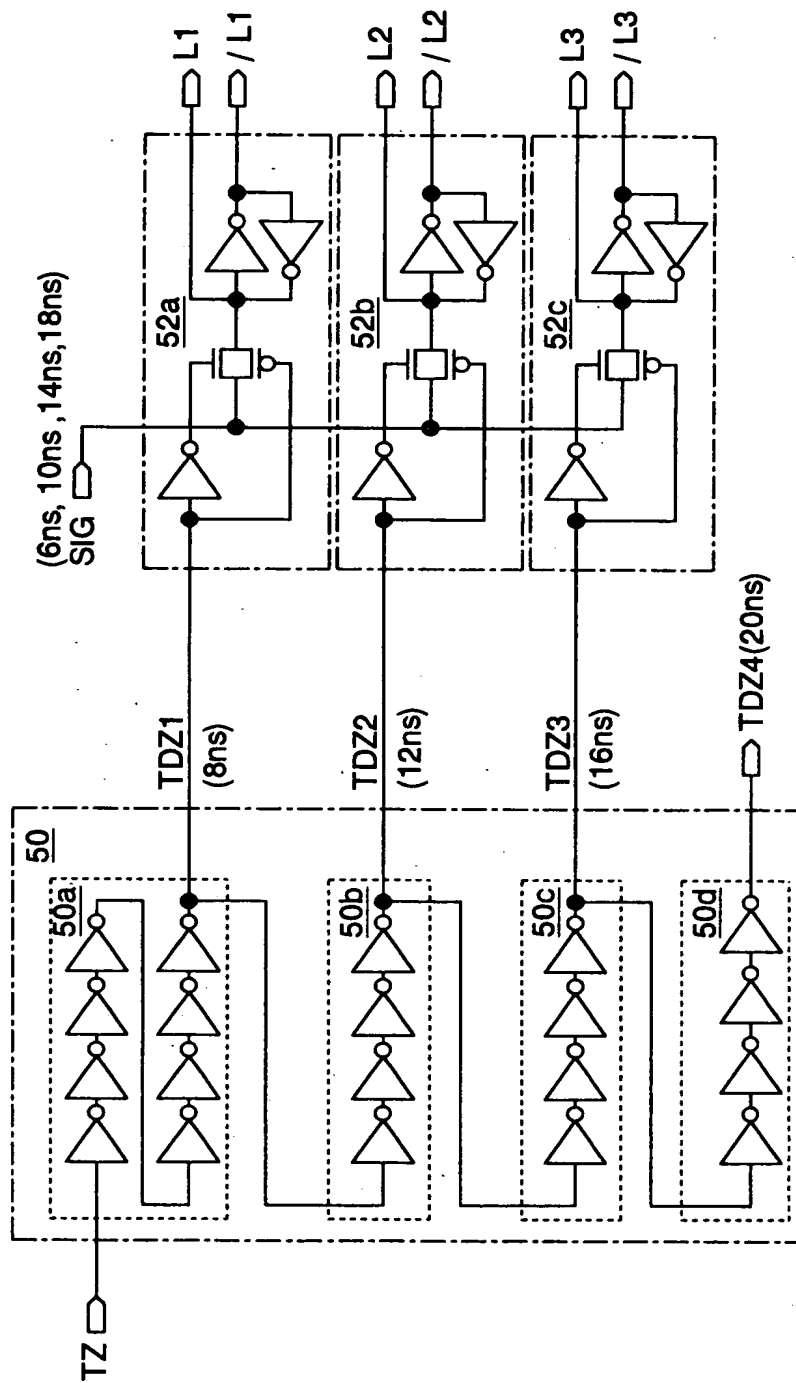 (6ns, 10ns ,14ns,18ns)
SIG
L1
/ L1
L2
/ L2
L3
/ L3
52a
52b
52c
TDZ1
(8ns)
TDZ2
(12ns)
TDZ3
(16ns)
TDZ4(20ns)
50
50a
50b
50c
50d
TZ